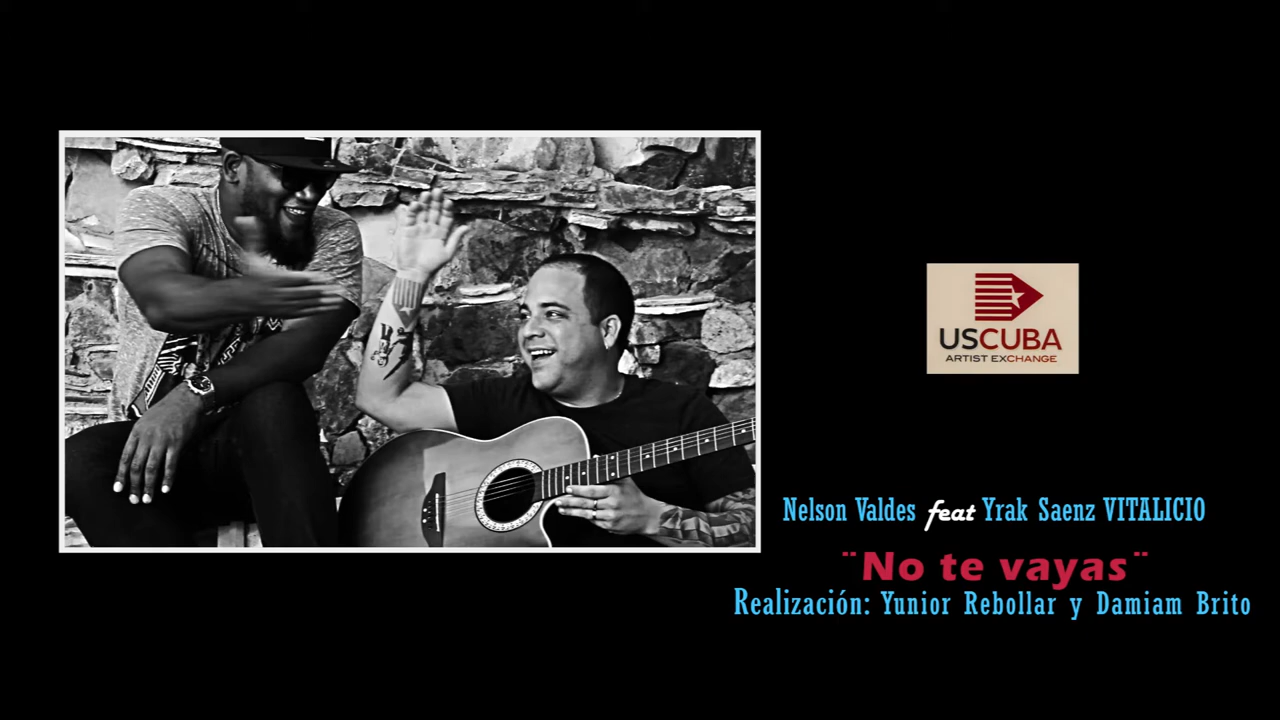 USCUBA
ARTIST EXCHANGE
Nelson Valdes feat Yrak Saenz VITALICIO
¨No te vayas¨
Realización: Yunior Rebollar y Damiam Brito